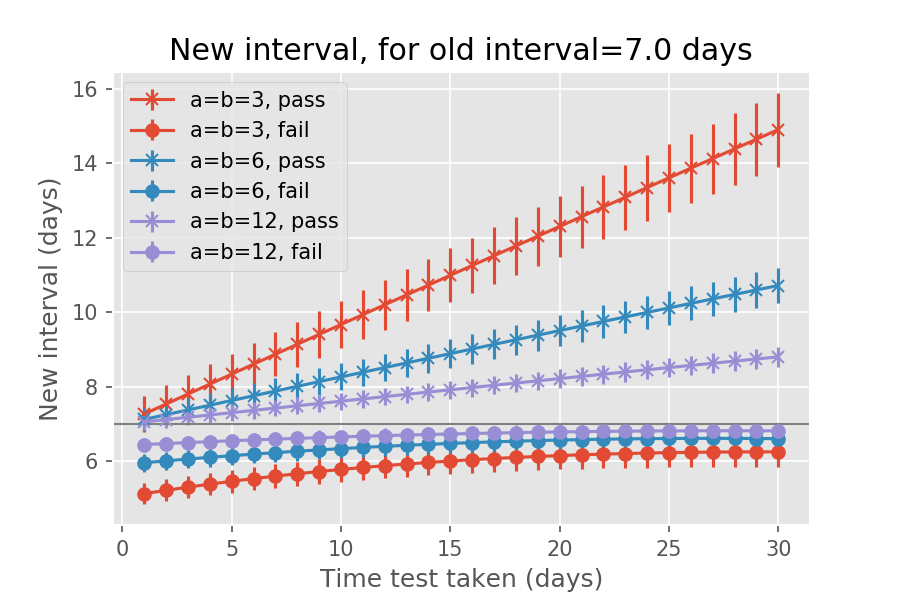 New interval, for old interval=7.0 days
16
14
12
10
8
6
New interval (days)
a=b=3, pass
a=b=3, fail
a=b=6, pass
a=b=6, fail
a=b=12, pass
a=b=12, fail
0 5 10 15 20 25 30
Time test taken (days)